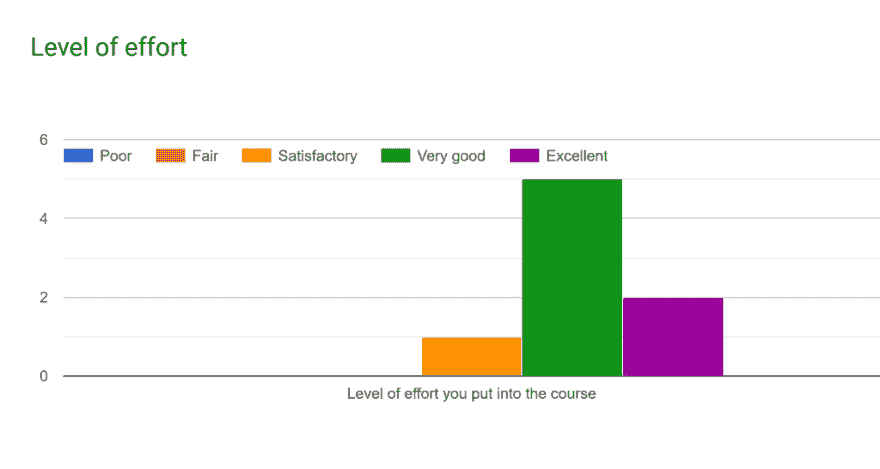 Level of effort
6
Poor Fair Satisfactory Very good Excellent
4
2
0
Level of effort you put into the course